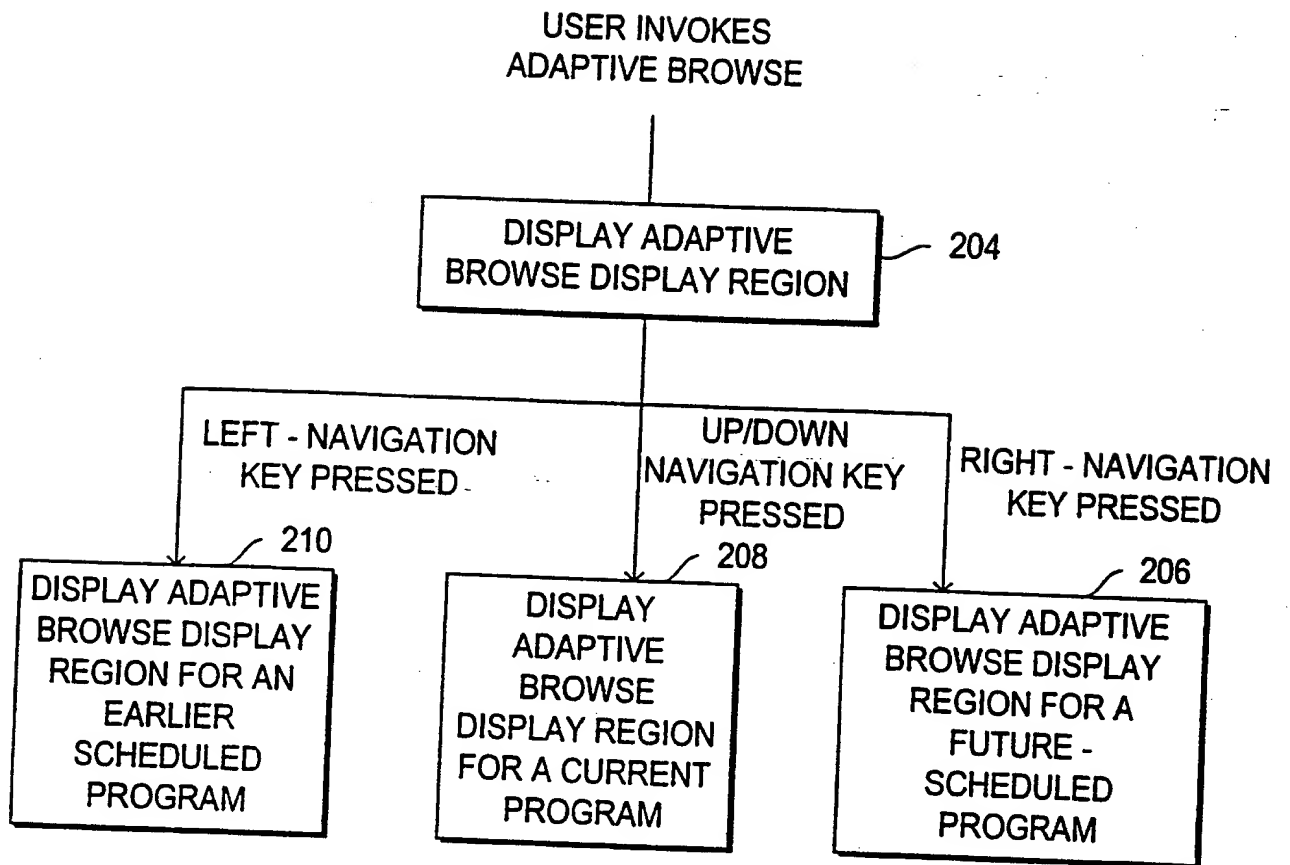 USER INVOKES
ADAPTIVE BROWSE
DISPLAY ADAPTIVE
BROWSE DISPLAY REGION
204
LEFT - NAVIGATION
KEY PRESSED
UP/DOWN
NAVIGATION KEY
PRESSED
RIGHT - NAVIGATION
KEY PRESSED
210
DISPLAY ADAPTIVE
BROWSE DISPLAY
REGION FOR AN
EARLIER
SCHEDULED
PROGRAM
208
DISPLAY
ADAPTIVE
BROWSE
DISPLAY REGION
FOR A CURRENT
PROGRAM
206
DISPLAY ADAPTIVE
BROWSE DISPLAY
REGION FOR A
FUTURE -
SCHEDULED
PROGRAM